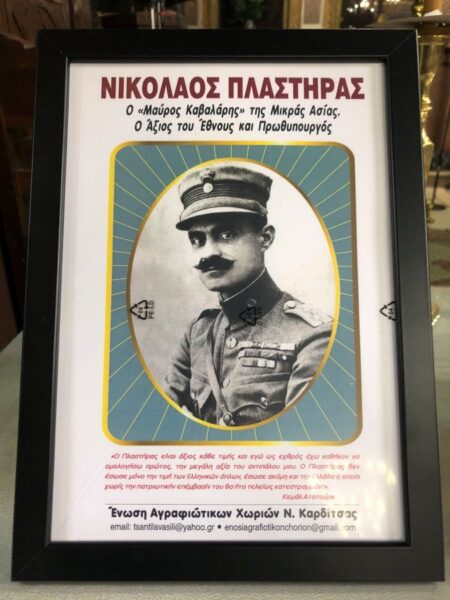 ΝΙΚΟΛΑΟΣ ΠΛΑΣΤΗΡΑΣ
Ο «Μαύρος Καβαλάρης» της Μικράς Ασίας.
Ο Άξιος του Έθνους και Πρωθυπουργός
PE-LD
«Ο Πλαστήρας είναι άξιος κάθε τιμής και εγώ ως εχθρός έχω καθήκον να
ομολογήσω πρώτος, την μεγάλη αξία του αντιπάλου μου. Ο Πλαστήρας δεν
έσωσε μόνο την τιμή των Ελληνικών όπλων, έσωσε ακόμη και την Ελλάδα η οποία
χωρίς την πατριωτικήν επέμβασίν του θα ήτο τελείως κατεστραμμένη».
Κεμάλ Ατατούρκ
Ένωση Αγραφιώτικων Χωριών Ν. Καρδίτσας
email: tsantilavasili@yahoo.gr • enosiagrafiotikonchorion@gmail.com